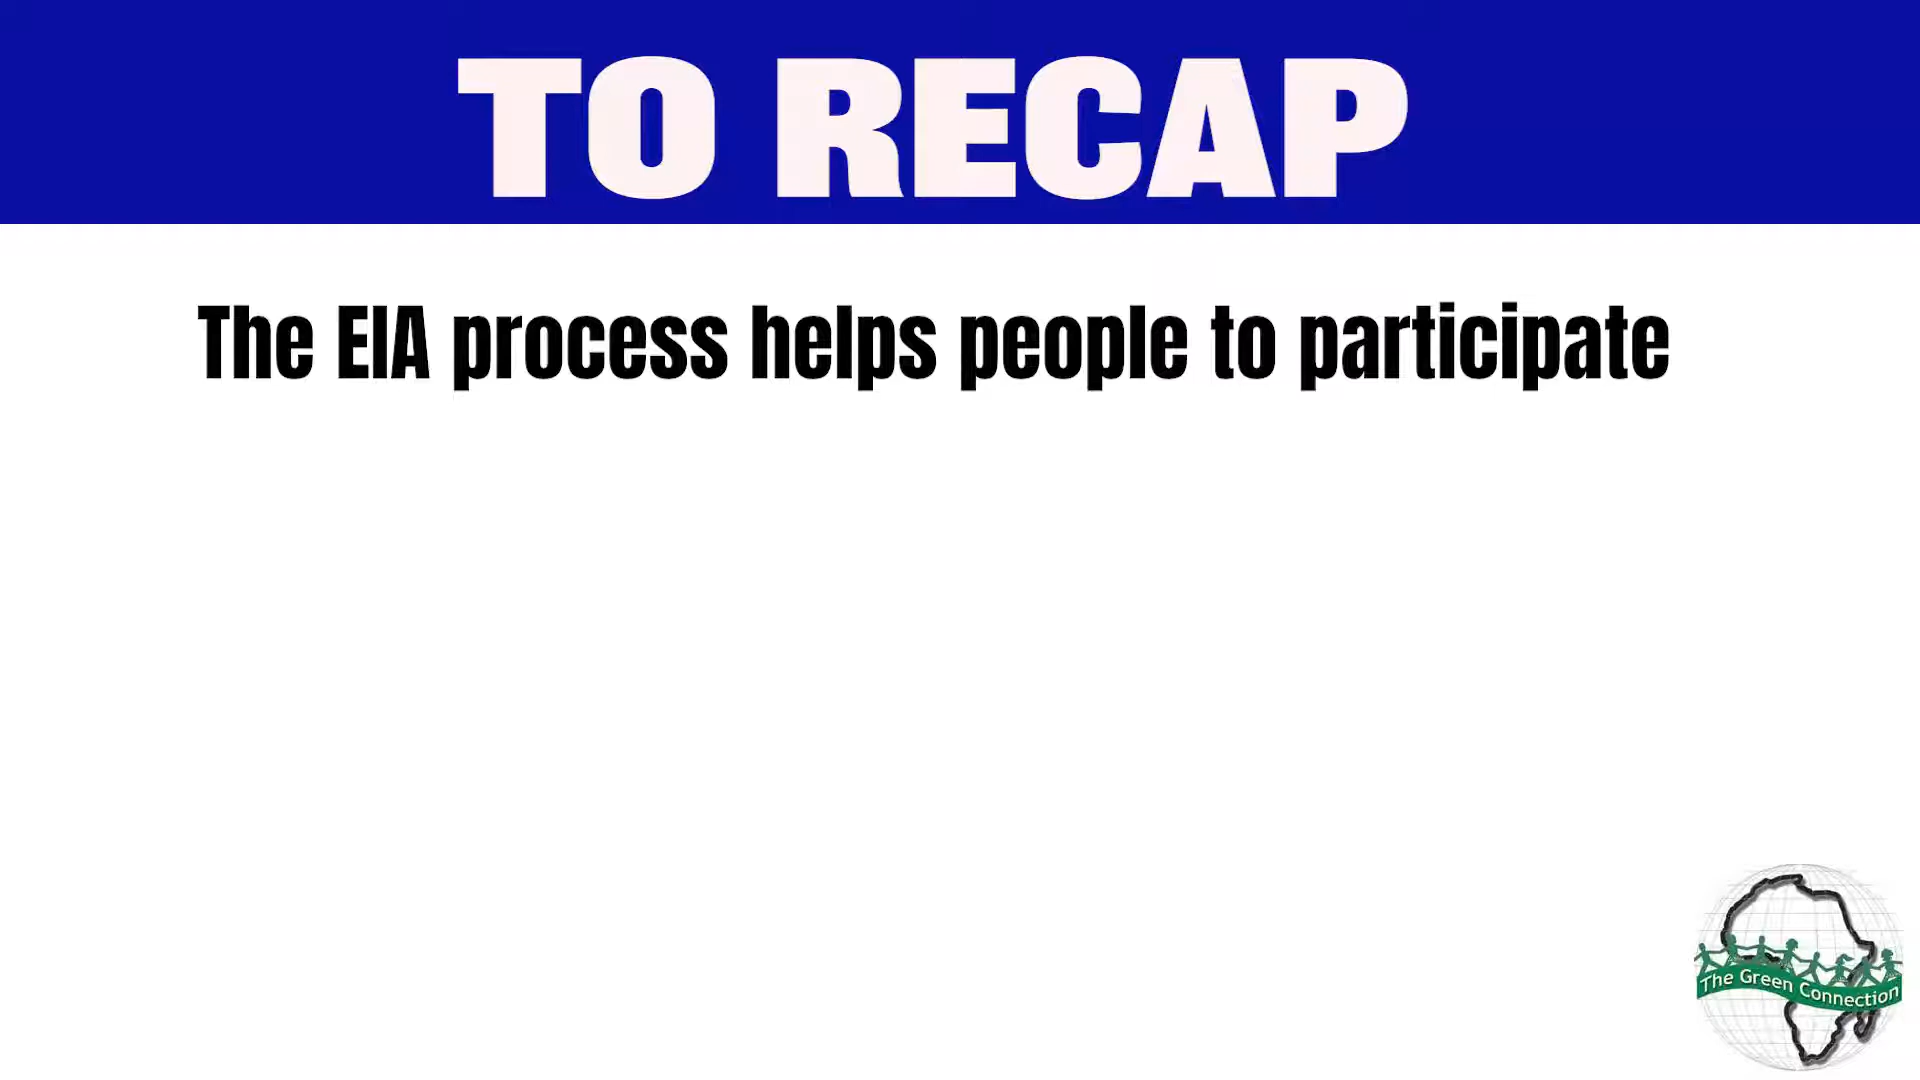 TO RECAP
The EIA process helps people to participate
The Green Connection